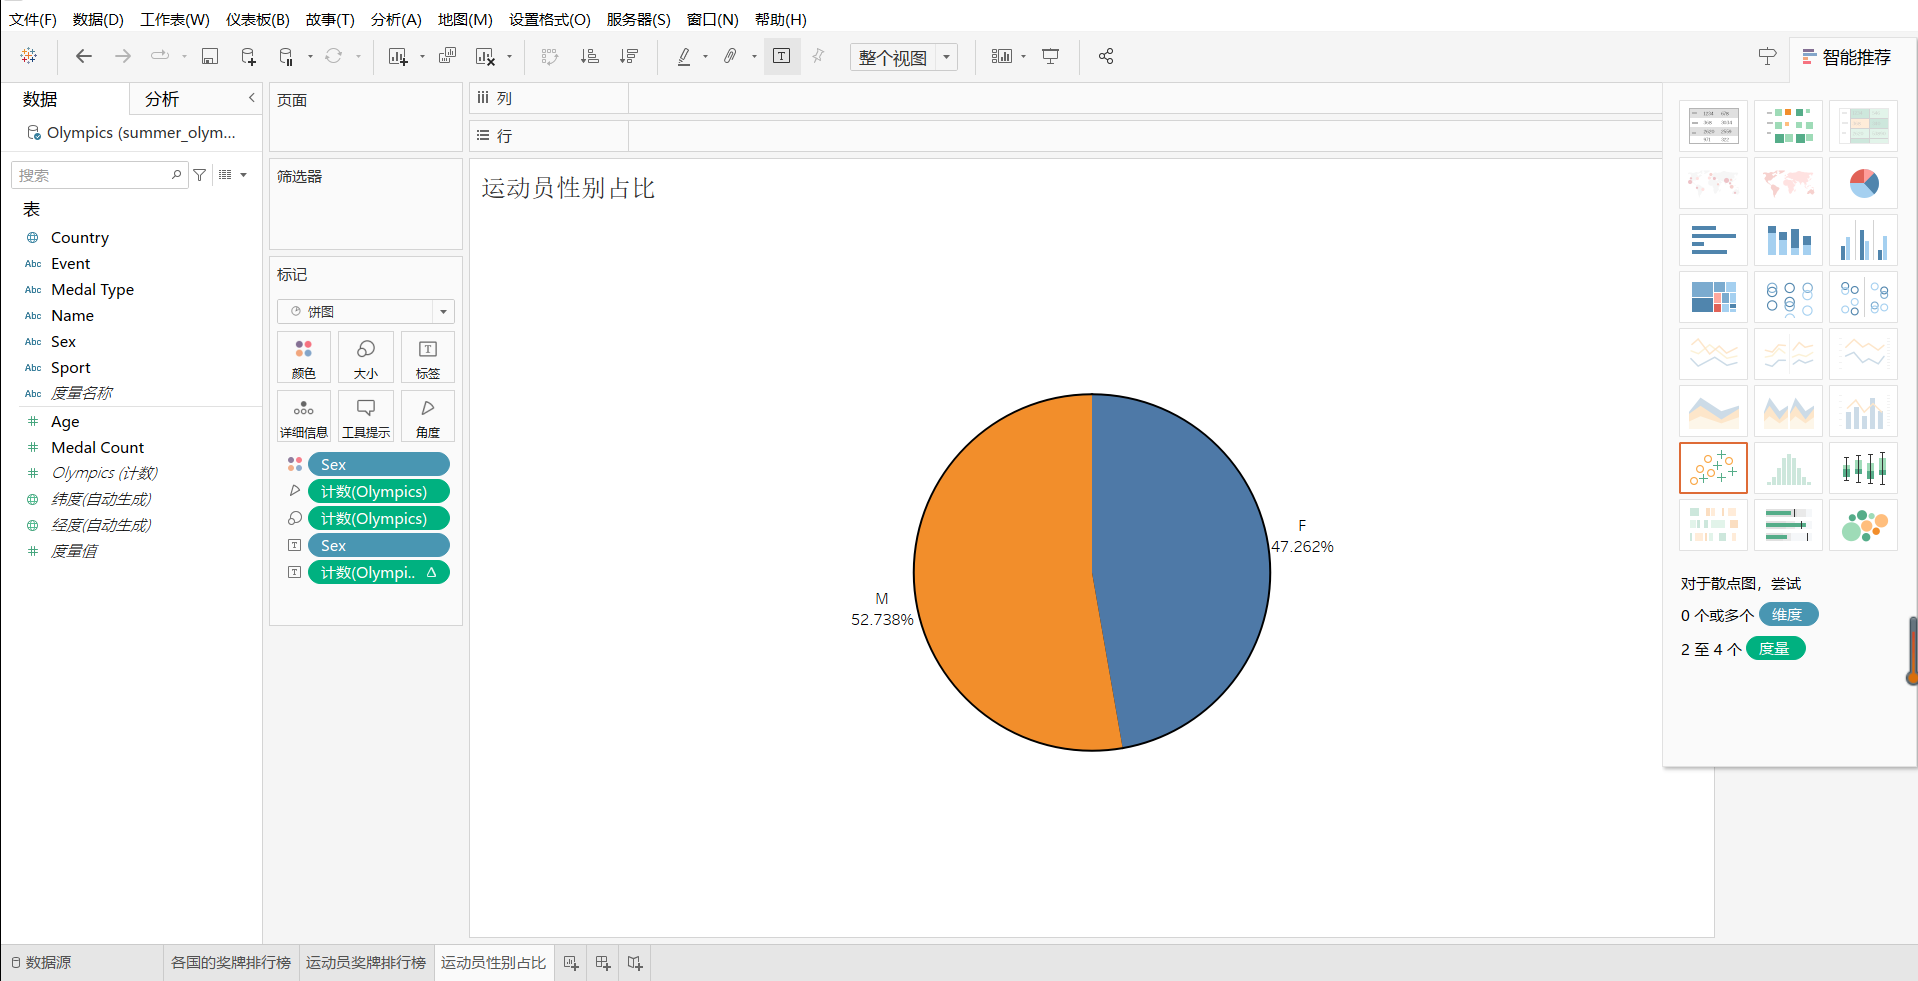 文件(F) 数据(D) 工作表(W) 仪表板(B) 故事(T) 分析(A) 地图(M) 设置格式(O) 服务器(S) 窗口(N) 帮助(H)
整个视图
智能推荐
数据 分析
Olympics (summer_olym...
搜索
表
Country
Event
Medal Type
Name
Sex
Sport
度量名称
Age
Medal Count
Olympics (计数)
纬度(自动生成)
经度(自动生成)
度量值
页面
筛选器
标记
饼图
颜色 大小 标签
详细信息 工具提示 角度
Sex
计数(Olympics)
计数(Olympics)
Sex
计数(Olympi..
列
行
运动员性别占比
F
47.262%
M
52.738%
对于散点图，尝试
0 个或多个 维度
2 至 4 个 度量
数据源 各国的奖牌排行榜 运动员奖牌排行榜 运动员性别占比